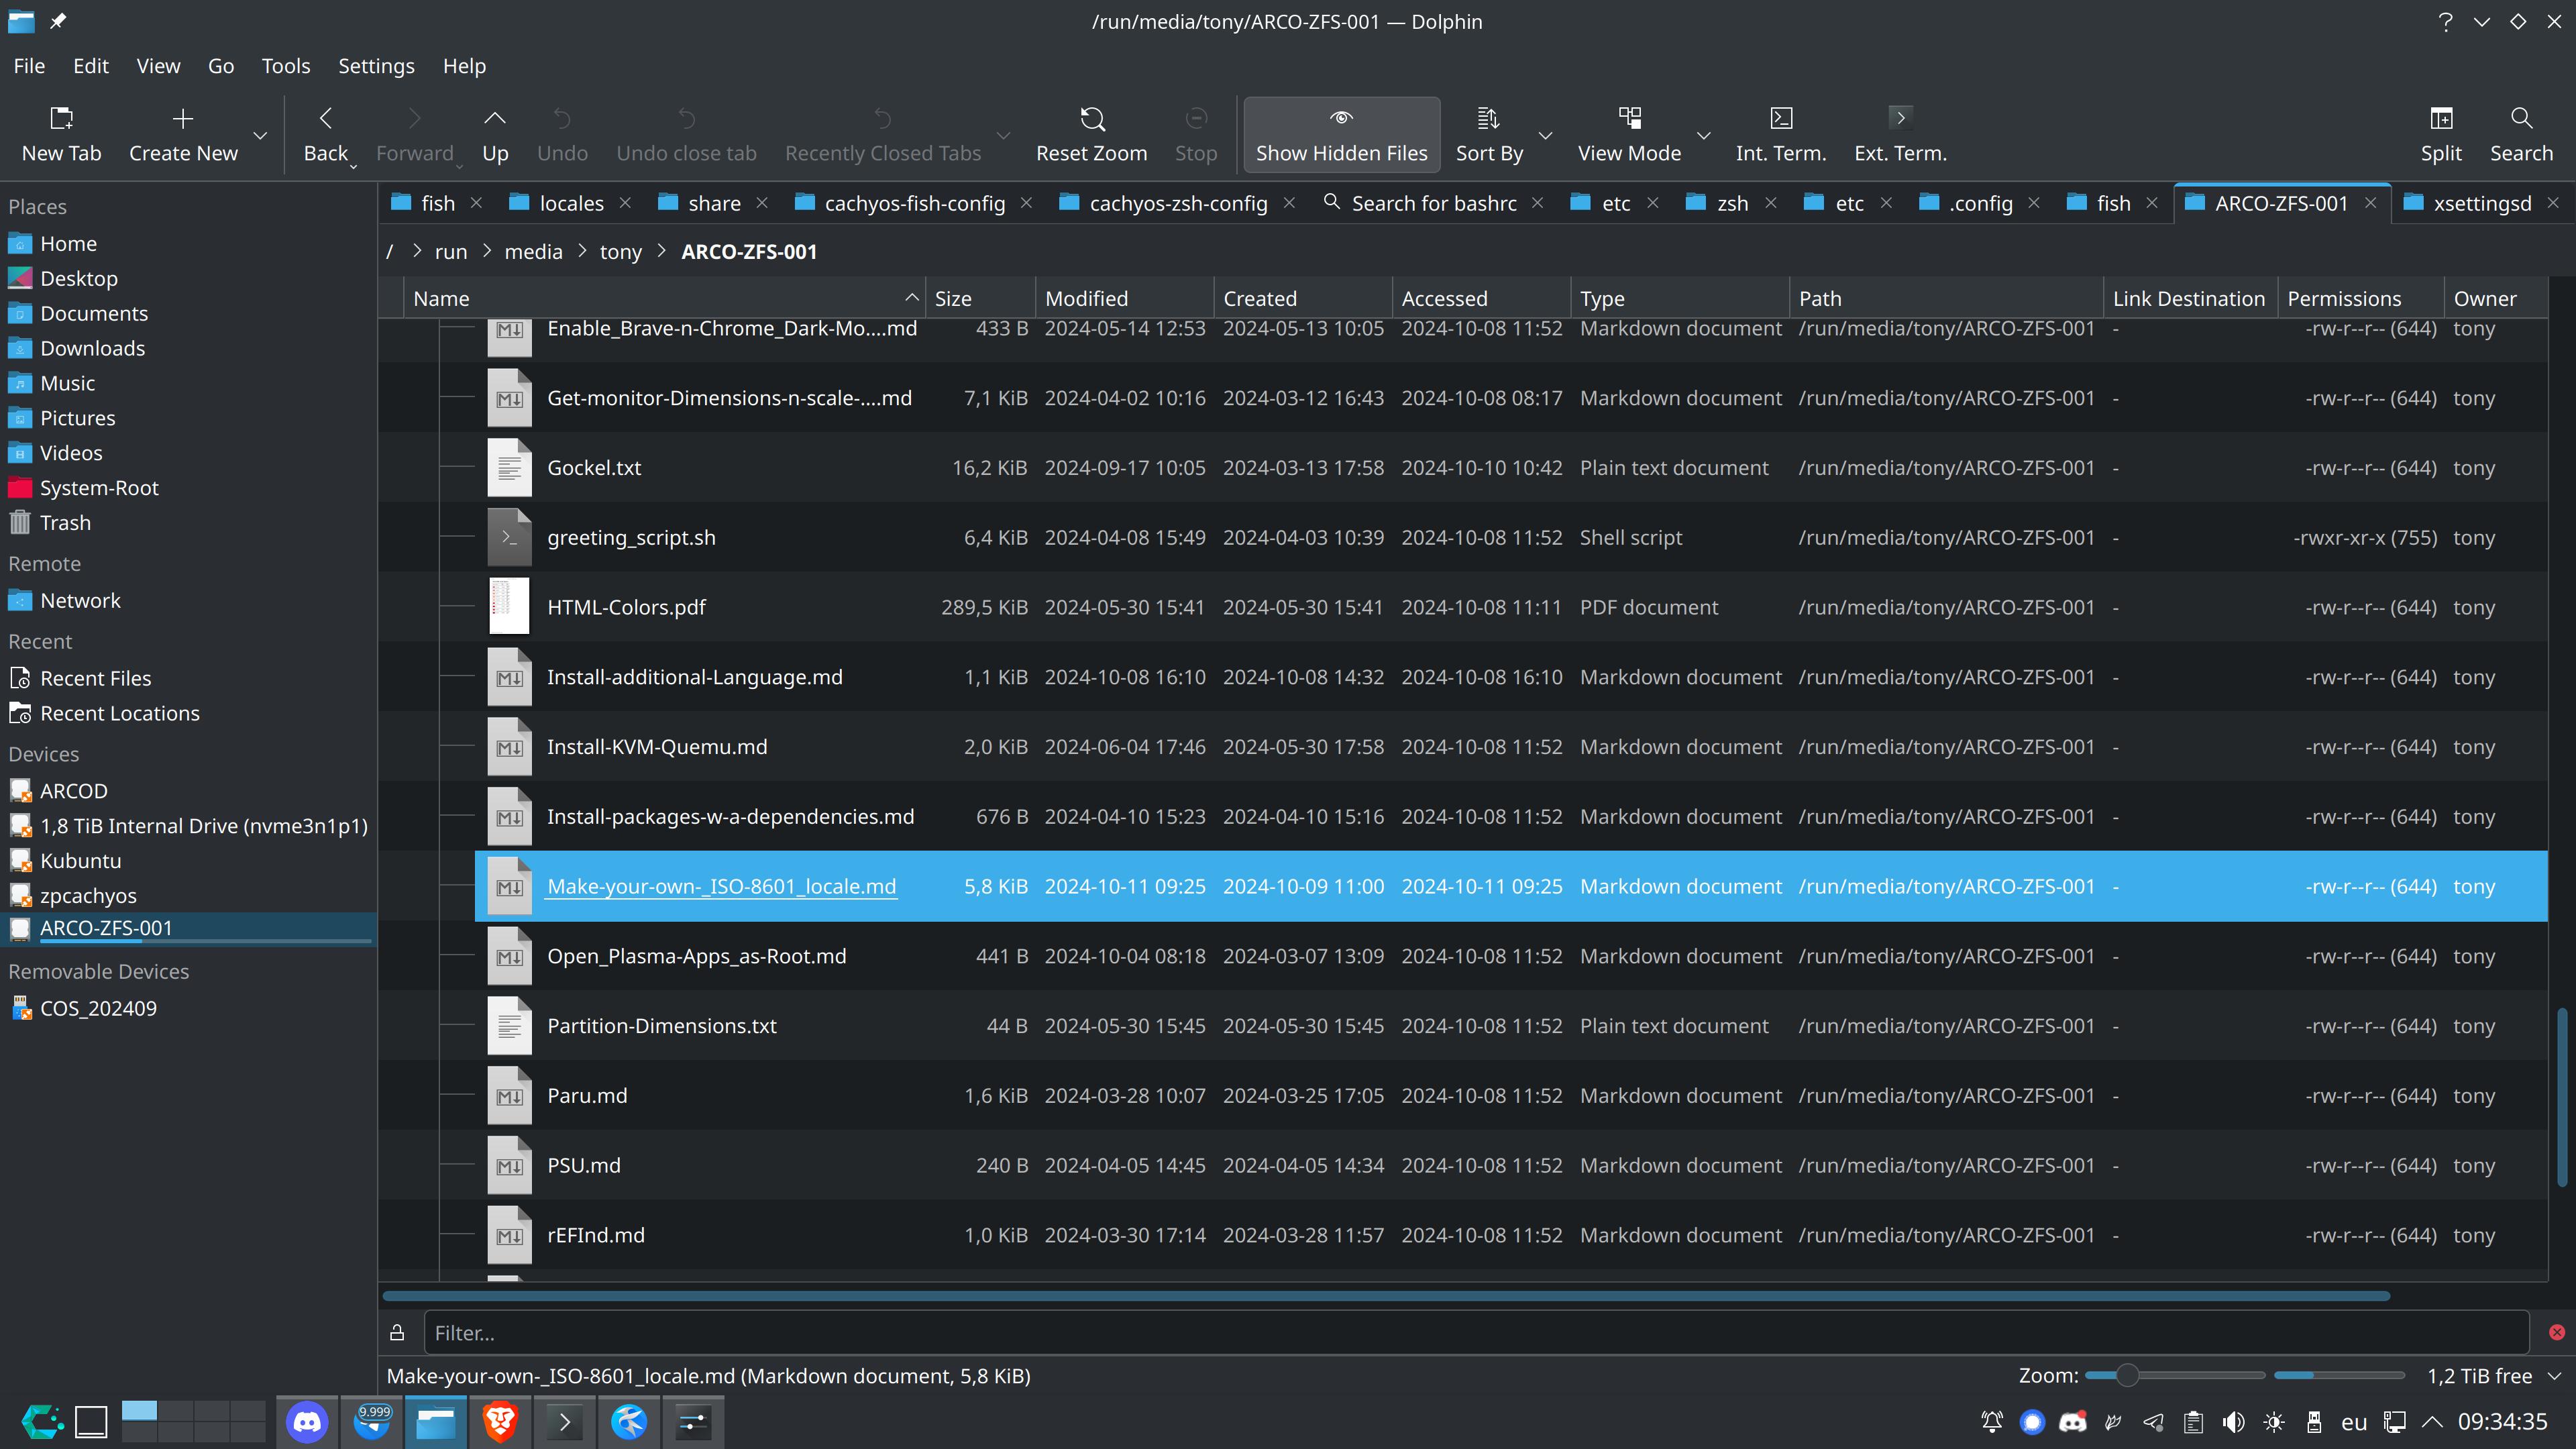 /run/media/tony/ARCO-ZFS-001 — Dolphin
File Edit View Go Tools Settings Help
New Tab Create New Back Forward Up Undo Undo close tab Recently Closed Tabs Reset Zoom Stop Show Hidden Files Sort By View Mode Int. Term. Ext. Term. Split Search
Places
Home
Desktop
Documents
Downloads
Music
Pictures
Videos
System-Root
Trash
Remote
Network
Recent
Recent Files
Recent Locations
Devices
ARCOD
1,8 TiB Internal Drive (nvme3n1p1)
Kubuntu
zpcachyos
ARCO-ZFS-001
Removable Devices
COS_202409
fish locales share cachyos-fish-config cachyos-zsh-config Search for bashrc etc zsh etc .config fish ARCO-ZFS-001 xsettingsd
/ > run > media > tony > ARCO-ZFS-001
Name Size Modified Created Accessed Type Path Link Destination Permissions Owner
Enable_Brave-n-Chrome_Dark-Mo....md 433 B 2024-05-14 12:53 2024-05-13 10:05 2024-10-08 11:52 Markdown document /run/media/tony/ARCO-ZFS-001 - -rw-r--r-- (644) tony
Get-monitor-Dimensions-n-scale-....md 7,1 KiB 2024-04-02 10:16 2024-03-12 16:43 2024-10-08 08:17 Markdown document /run/media/tony/ARCO-ZFS-001 - -rw-r--r-- (644) tony
Gockel.txt 16,2 KiB 2024-09-17 10:05 2024-03-13 17:58 2024-10-10 10:42 Plain text document /run/media/tony/ARCO-ZFS-001 - -rw-r--r-- (644) tony
greeting_script.sh 6,4 KiB 2024-04-08 15:49 2024-04-03 10:39 2024-10-08 11:52 Shell script /run/media/tony/ARCO-ZFS-001 - -rwxr-xr-x (755) tony
HTML-Colors.pdf 289,5 KiB 2024-05-30 15:41 2024-05-30 15:41 2024-10-08 11:11 PDF document /run/media/tony/ARCO-ZFS-001 - -rw-r--r-- (644) tony
Install-additional-Language.md 1,1 KiB 2024-10-08 16:10 2024-10-08 14:32 2024-10-08 16:10 Markdown document /run/media/tony/ARCO-ZFS-001 - -rw-r--r-- (644) tony
Install-KVM-Quemu.md 2,0 KiB 2024-06-04 17:46 2024-05-30 17:58 2024-10-08 11:52 Markdown document /run/media/tony/ARCO-ZFS-001 - -rw-r--r-- (644) tony
Install-packages-w-a-dependencies.md 676 B 2024-04-10 15:23 2024-04-10 15:16 2024-10-08 11:52 Markdown document /run/media/tony/ARCO-ZFS-001 - -rw-r--r-- (644) tony
Make-your-own-_ISO-8601_locale.md 5,8 KiB 2024-10-11 09:25 2024-10-09 11:00 2024-10-11 09:25 Markdown document /run/media/tony/ARCO-ZFS-001 - -rw-r--r-- (644) tony
Open_Plasma-Apps_as-Root.md 441 B 2024-10-04 08:18 2024-03-07 13:09 2024-10-08 11:52 Markdown document /run/media/tony/ARCO-ZFS-001 - -rw-r--r-- (644) tony
Partition-Dimensions.txt 44 B 2024-05-30 15:45 2024-05-30 15:45 2024-10-08 11:52 Plain text document /run/media/tony/ARCO-ZFS-001 - -rw-r--r-- (644) tony
Paru.md 1,6 KiB 2024-03-28 10:07 2024-03-25 17:05 2024-10-08 11:52 Markdown document /run/media/tony/ARCO-ZFS-001 - -rw-r--r-- (644) tony
PSU.md 240 B 2024-04-05 14:45 2024-04-05 14:34 2024-10-08 11:52 Markdown document /run/media/tony/ARCO-ZFS-001 - -rw-r--r-- (644) tony
rEFInd.md 1,0 KiB 2024-03-30 17:14 2024-03-28 11:57 2024-10-08 11:52 Markdown document /run/media/tony/ARCO-ZFS-001 - -rw-r--r-- (644) tony
Filter...
Make-your-own-_ISO-8601_locale.md (Markdown document, 5,8 KiB) Zoom: 1,2 TiB free
9.999 eu 09:34:35